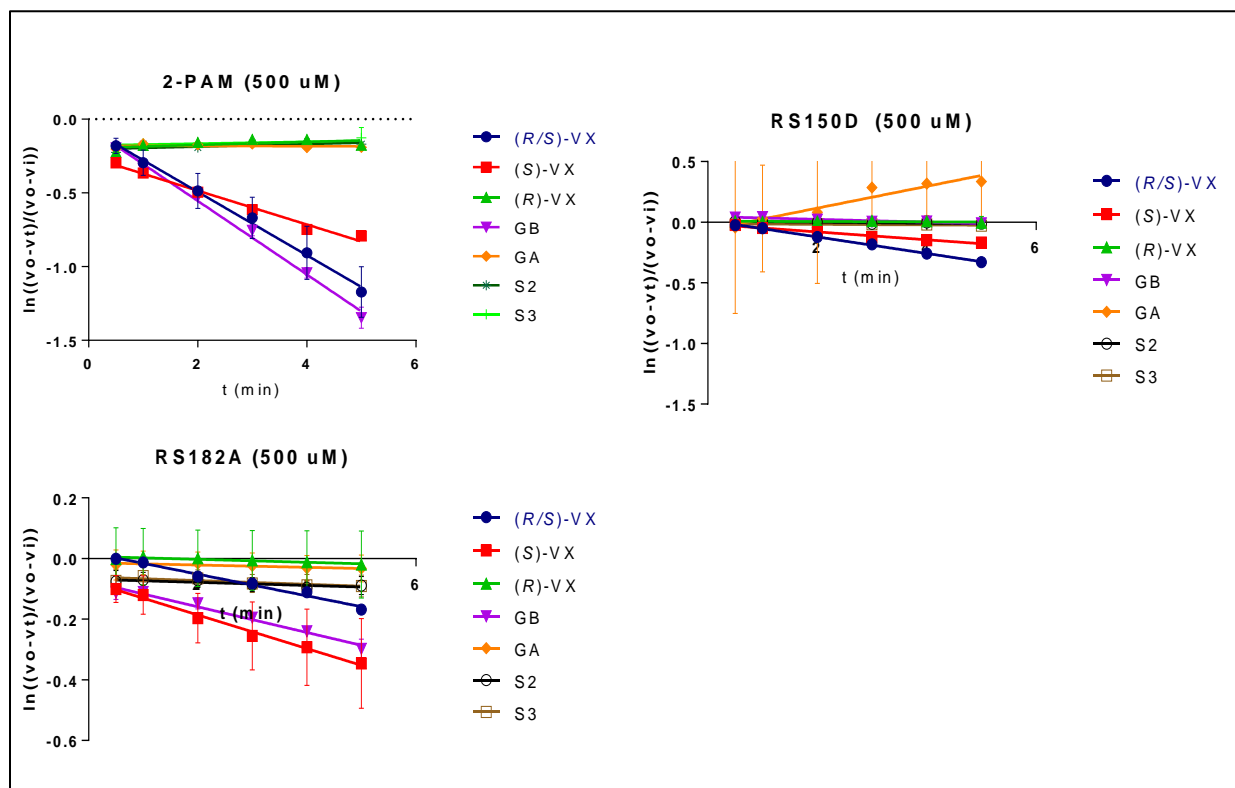 2-PAM (500 uM)
ln((vo-vt)/(vo-vi))
0.0
-0.5
-1.0
-1.5
0
2
4
6
t (min)
(R/S)-VX
(S)-VX
(R)-VX
GB
GA
S2
S3
RS150D (500 uM)
ln((vo-vt)/(vo-vi))
0.5
0.0
-0.5
-1.0
-1.5
2
4
6
t (min)
(R/S)-VX
(S)-VX
(R)-VX
GB
GA
S2
S3
RS182A (500 uM)
ln((vo-vt)/(vo-vi))
0.2
0.0
-0.2
-0.4
-0.6
2
4
6
t (min)
(R/S)-VX
(S)-VX
(R)-VX
GB
GA
S2
S3